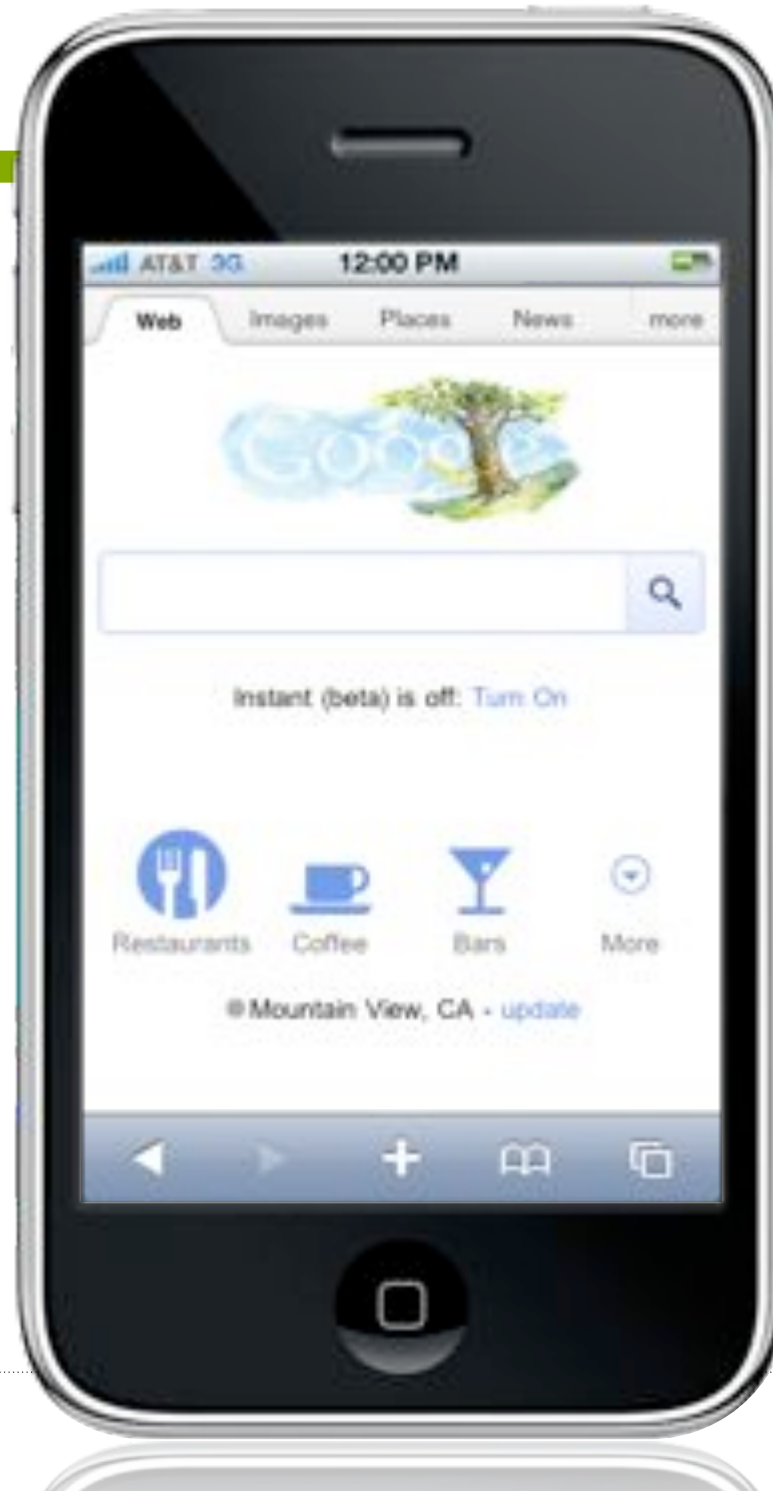 AT&T 3G 12:00 PM
Web Images Places News more
Google
Instant (beta) is off: Turn On
Restaurants Coffee Bars More
Mountain View, CA - update